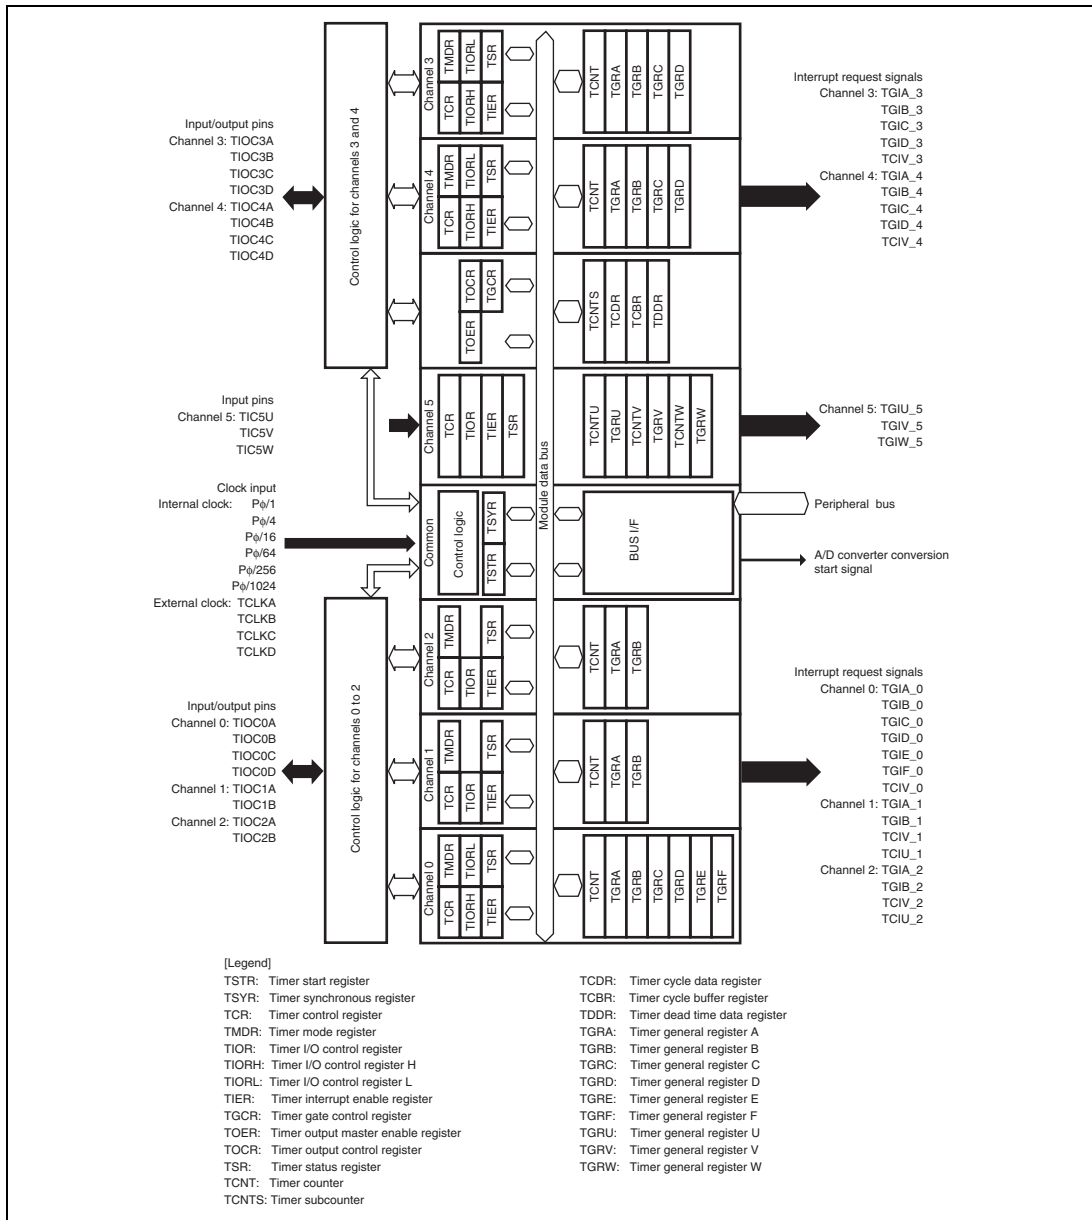 Input/output pins
Channel 3: TIOC3A
TIOC3B
TIOC3C
TIOC3D
Channel 4: TIOC4A
TIOC4B
TIOC4C
TIOC4D
Input pins
Channel 5: TIC5U
TIC5V
TIC5W
Clock input
Internal clock: Pϕ/1
Pϕ/4
Pϕ/16
Pϕ/64
Pϕ/256
Pϕ/1024
External clock: TCLKA
TCLKB
TCLKC
TCLKD
Input/output pins
Channel 0: TIOC0A
TIOC0B
TIOC0C
TIOC0D
Channel 1: TIOC1A
TIOC1B
Channel 2: TIOC2A
TIOC2B
Control logic for channels 3 and 4
Control logic for channels 0 to 2
Channel 3
TCR
TMDR
TIORH
TIORL
TIER
TSR
TCNT
TGRA
TGRB
TGRC
TGRD
Channel 4
TCR
TMDR
TIORH
TIORL
TIER
TSR
TCNT
TGRA
TGRB
TGRC
TGRD
TOER
TOCR
TGCR
TCNTS
TCDR
TCBR
TDDR
Channel 5
TCR
TIOR
TIER
TSR
TCNTU
TGRU
TCNTV
TGRV
TCNTW
TGRW
Common
Control logic
TSTR
TSYR
BUS I/F
Module data bus
Channel 2
TCR
TMDR
TIOR
TIER
TSR
TCNT
TGRA
TGRB
Channel 1
TCR
TMDR
TIOR
TIER
TSR
TCNT
TGRA
TGRB
Channel 0
TCR
TMDR
TIORH
TIORL
TIER
TSR
TCNT
TGRA
TGRB
TGRC
TGRD
TGRE
TGRF
Interrupt request signals
Channel 3: TGIA_3
TGIB_3
TGIC_3
TGID_3
TCIV_3
Channel 4: TGIA_4
TGIB_4
TGIC_4
TGID_4
TCIV_4
Channel 5: TGIU_5
TGIV_5
TGIW_5
Peripheral bus
A/D converter conversion
start signal
Interrupt request signals
Channel 0: TGIA_0
TGIB_0
TGIC_0
TGID_0
TGIE_0
TGIF_0
TCIV_0
Channel 1: TGIA_1
TGIB_1
TCIV_1
TCIU_1
Channel 2: TGIA_2
TGIB_2
TCIV_2
TCIU_2
[Legend]
TSTR: Timer start register
TSYR: Timer synchronous register
TCR: Timer control register
TMDR: Timer mode register
TIOR: Timer I/O control register
TIORH: Timer I/O control register H
TIORL: Timer I/O control register L
TIER: Timer interrupt enable register
TGCR: Timer gate control register
TOER: Timer output master enable register
TOCR: Timer output control register
TSR: Timer status register
TCNT: Timer counter
TCNTS: Timer subcounter
TCDR: Timer cycle data register
TCBR: Timer cycle buffer register
TDDR: Timer dead time data register
TGRA: Timer general register A
TGRB: Timer general register B
TGRC: Timer general register C
TGRD: Timer general register D
TGRE: Timer general register E
TGRF: Timer general register F
TGRU: Timer general register U
TGRV: Timer general register V
TGRW: Timer general register W